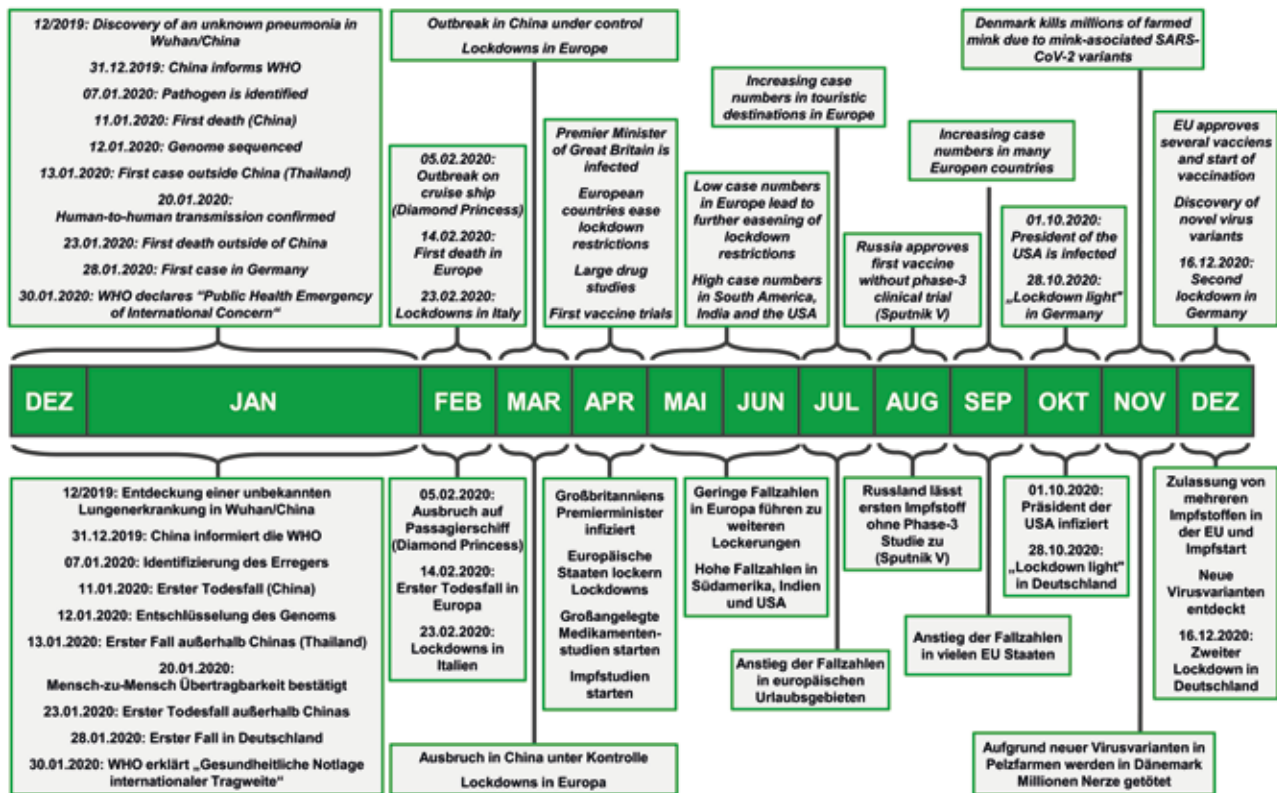 12/2019: Discovery of an unknown pneumonia in
Wuhan/China
31.12.2019: China informs WHO
07.01.2020: Pathogen is identified
11.01.2020: First death (China)
12.01.2020: Genome sequenced
13.01.2020: First case outside China (Thailand)
20.01.2020:
Human-to-human transmission confirmed
23.01.2020: First death outside of China
28.01.2020: First case in Germany
30.01.2020: WHO declares “Public Health Emergency
of International Concern“
05.02.2020:
Outbreak on
cruise ship
(Diamond Princess)
14.02.2020:
First death in
Europe
23.02.2020:
Lockdowns in Italy
Outbreak in China under control
Lockdowns in Europe
Premier Minister
of Great Britain is
infected
European
countries ease
lockdown
restrictions
Large drug
studies
First vaccine trials
Low case numbers
in Europe lead to
further easening of
lockdown
restrictions
High case numbers
in South America,
India and the USA
Increasing case
numbers in touristic
destinations in Europe
Russia approves
first vaccine
without phase-3
clinical trial
(Sputnik V)
Increasing case
numbers in many
Europen countries
01.10.2020:
President of the
USA is infected
28.10.2020:
„Lockdown light"
in Germany
Denmark kills millions of farmed
mink due to mink-asociated SARS-
CoV-2 variants
EU approves
several vacciens
and start of
vaccination
Discovery of
novel virus
variants
16.12.2020:
Second
lockdown in
Germany
DEZ JAN FEB MAR APR MAI JUN JUL AUG SEP OKT NOV DEZ
12/2019: Entdeckung einer unbekannten
Lungenerkrankung in Wuhan/China
31.12.2019: China informiert die WHO
07.01.2020: Identifizierung des Erregers
11.01.2020: Erster Todesfall (China)
12.01.2020: Entschlüsselung des Genoms
13.01.2020: Erster Fall außerhalb Chinas (Thailand)
20.01.2020:
Mensch-zu-Mensch Übertragbarkeit bestätigt
23.01.2020: Erster Todesfall außerhalb Chinas
28.01.2020: Erster Fall in Deutschland
30.01.2020: WHO erklärt „Gesundheitliche Notlage
internationaler Tragweite“
05.02.2020:
Ausbruch auf
Passagierschiff
(Diamond Princess)
14.02.2020:
Erster Todesfall in
Europa
23.02.2020:
Lockdowns in
Italien
Ausbruch in China unter Kontrolle
Lockdowns in Europa
Großbritanniens
Premierminister
infiziert
Europäische
Staaten lockern
Lockdowns
Großangelegte
Medikamenten-
studien starten
Impfstudien
starten
Geringe Fallzahlen
in Europa führen zu
weiteren
Lockerungen
Hohe Fallzahlen in
Südamerika, Indien
und USA
Anstieg der Fallzahlen
in europäischen
Urlaubsgebieten
Russland lässt
ersten Impfstoff
ohne Phase-3
Studie zu
(Sputnik V)
Anstieg der Fallzahlen
in vielen EU Staaten
01.10.2020:
Präsident der
USA infiziert
28.10.2020:
„Lockdown light"
in Deutschland
Aufgrund neuer Virusvarianten in
Pelzfarmen werden in Dänemark
Millionen Nerze getötet
Zulassung von
mehreren
Impfstoffen in
der EU und
Impfstart
Neue
Virusvarianten
entdeckt
16.12.2020:
Zweiter
Lockdown in
Deutschland